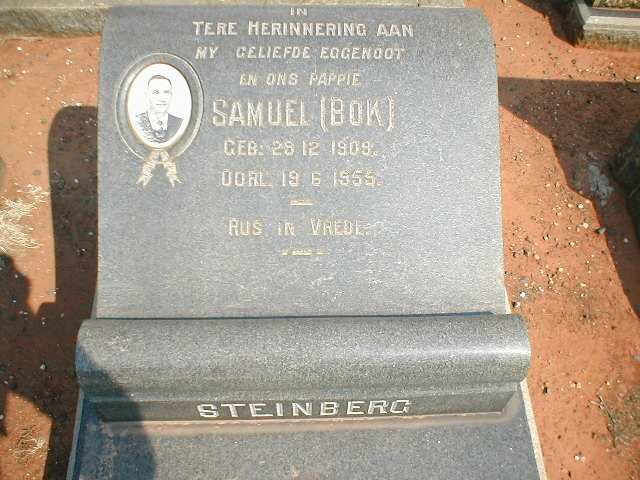 IN
TERE HERINNERING AAN
MY GELIEFDE EGGENOOT
EN ONS PAPPIE
SAMUEL (BOK)
GEB: 29 12 1909.
OORL. 19 6 1955.
RUS IN VREDE.
STEINBERG